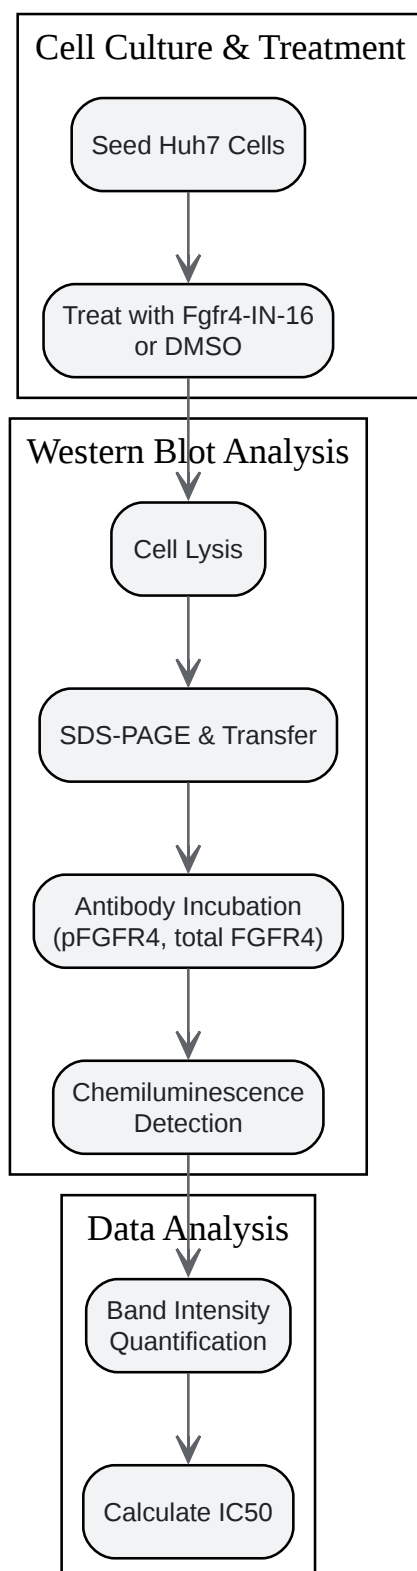 Cell Culture & Treatment
Seed Huh7 Cells
Treat with Fgfr4-IN-16
or DMSO
Western Blot Analysis
Cell Lysis
SDS-PAGE & Transfer
Antibody Incubation
(pFGFR4, total FGFR4)
Chemiluminescence
Detection
Data Analysis
Band Intensity
Quantification
Calculate IC50